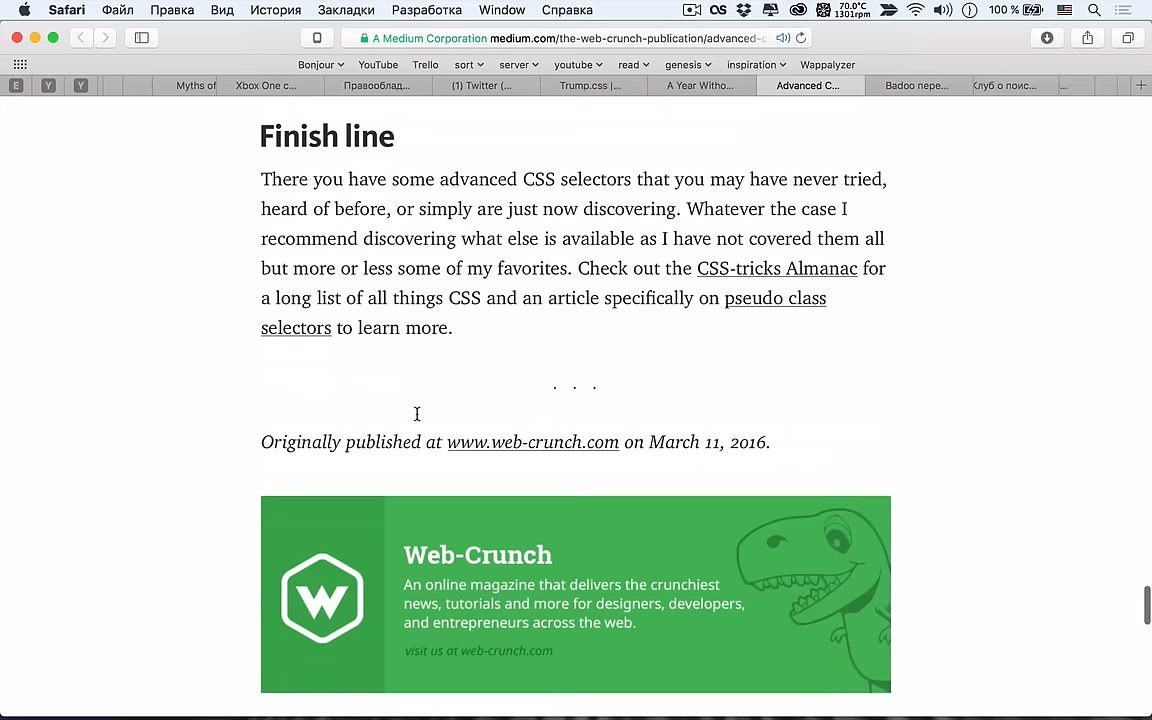 Safari Файл Правка Вид История Закладки Разработка Window Справка
70.0°C
1301rpm
100 %
A Medium Corporation medium.com/the-web-crunch-publication/advanced-c
Bonjour YouTube Trello sort server youtube read genesis inspiration Wappalyzer
E Y Y Myths of Xbox One c... Правооблад... (1) Twitter (... Trump.css |... A Year Witho... Advanced C... Badoo пере... Клуб о поис... ...
Finish line
There you have some advanced CSS selectors that you may have never tried,
heard of before, or simply are just now discovering. Whatever the case I
recommend discovering what else is available as I have not covered them all
but more or less some of my favorites. Check out the CSS-tricks Almanac for
a long list of all things CSS and an article specifically on pseudo class
selectors to learn more.
. . .
Originally published at www.web-crunch.com on March 11, 2016.
W
Web-Crunch
An online magazine that delivers the crunchiest
news, tutorials and more for designers, developers,
and entrepreneurs across the web.
visit us at web-crunch.com